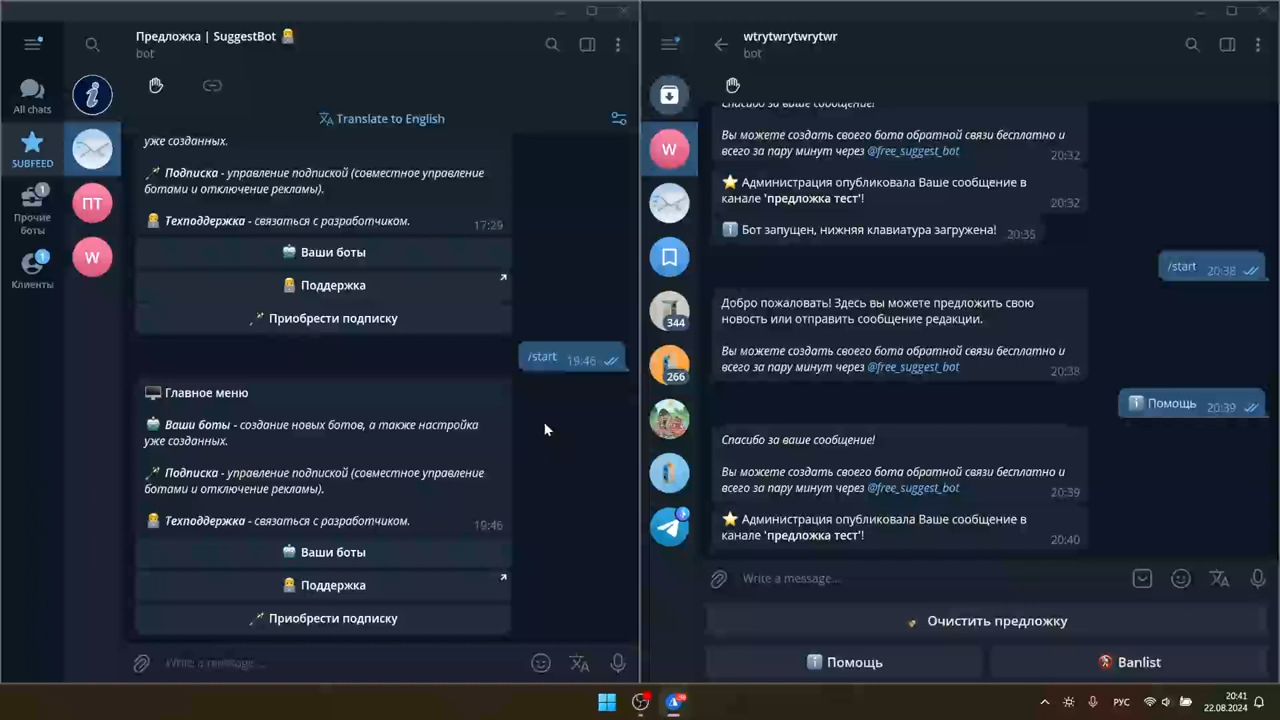 Предложка | SuggestBot 👨‍💼
bot
Translate to English
All chats
SUBFEED
1
Прочие
боты
1
Клиенты
ПТ
W
уже созданных.
🪄 Подписка - управление подпиской (совместное управление
ботами и отключение рекламы).
👨‍💼 Техподдержка - связаться с разработчиком.
17:29
🤖 Ваши боты
👨‍💼 Поддержка
🪄 Приобрести подписку
/start 19:46
🖥 Главное меню
🤖 Ваши боты - создание новых ботов, а также настройка
уже созданных.
🪄 Подписка - управление подпиской (совместное управление
ботами и отключение рекламы).
👨‍💼 Техподдержка - связаться с разработчиком.
19:46
🤖 Ваши боты
👨‍💼 Поддержка
🪄 Приобрести подписку
Write a message...
wtrytwrytwrytwr
bot
W
344
266
Спасибо за ваше сообщение!
Вы можете создать своего бота обратной связи бесплатно и
всего за пару минут через @free_suggest_bot
20:32
⭐ Администрация опубликовала Ваше сообщение в
канале 'предложка тест'!
20:32
ℹ️ Бот запущен, нижняя клавиатура загружена! 20:35
/start 20:38
Добро пожаловать! Здесь вы можете предложить свою
новость или отправить сообщение редакции.
Вы можете создать своего бота обратной связи бесплатно и
всего за пару минут через @free_suggest_bot
20:38
ℹ️ Помощь 20:39
Спасибо за ваше сообщение!
Вы можете создать своего бота обратной связи бесплатно и
всего за пару минут через @free_suggest_bot
20:39
⭐ Администрация опубликовала Ваше сообщение в
канале 'предложка тест'!
20:40
Write a message...
Очистить предложку
ℹ️ Помощь
🚷 Banlist
РУС
20:41
22.08.2024